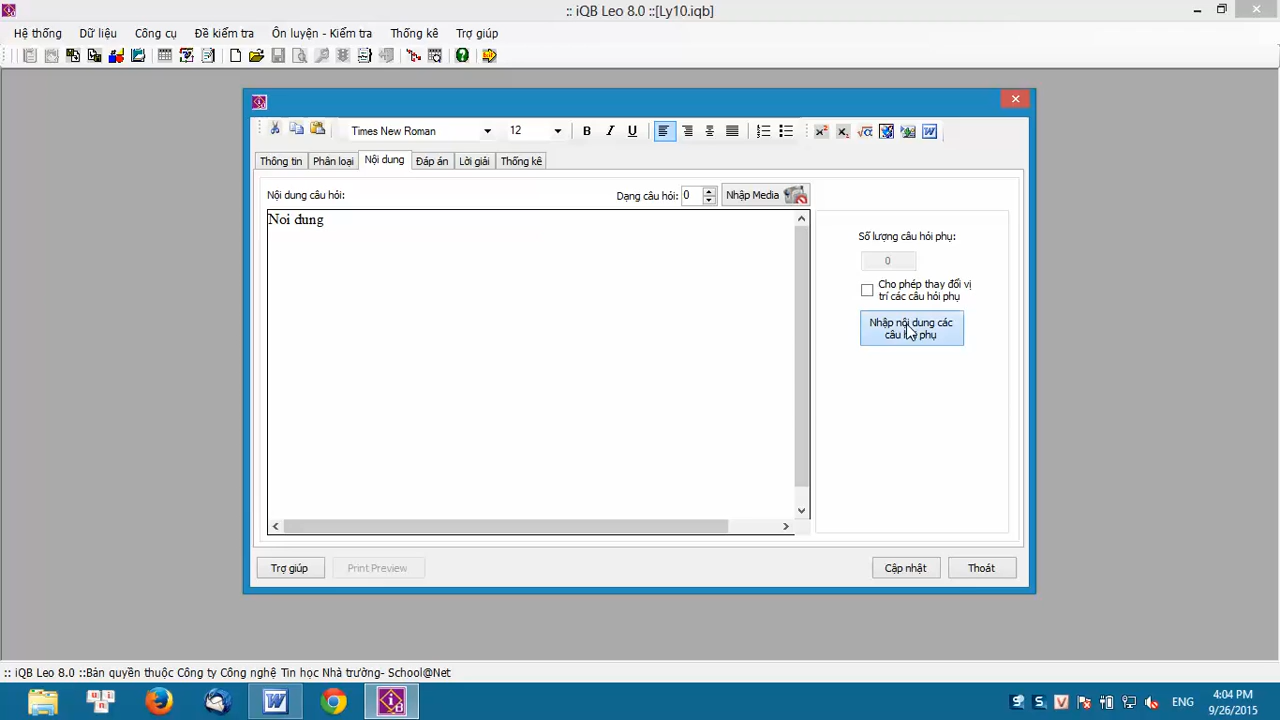 :: iQB Leo 8.0 ::[Ly10.iqb]
Hệ thống Dữ liệu Công cụ Đề kiểm tra Ôn luyện - Kiểm tra Thống kê Trợ giúp
Times New Roman 12 B I U
Thông tin Phân loại Nội dung Đáp án Lời giải Thống kê
Nội dung câu hỏi: Dạng câu hỏi: 0 Nhập Media
Noi dung
Số lượng câu hỏi phụ:
0
Cho phép thay đổi vị
trí các câu hỏi phụ
Nhập nội dung các
câu hỏi phụ
Trợ giúp Print Preview Cập nhật Thoát
:: iQB Leo 8.0 ::Bản quyền thuộc Công ty Công nghệ Tin học Nhà trường- School@Net
ENG
4:04 PM
9/26/2015